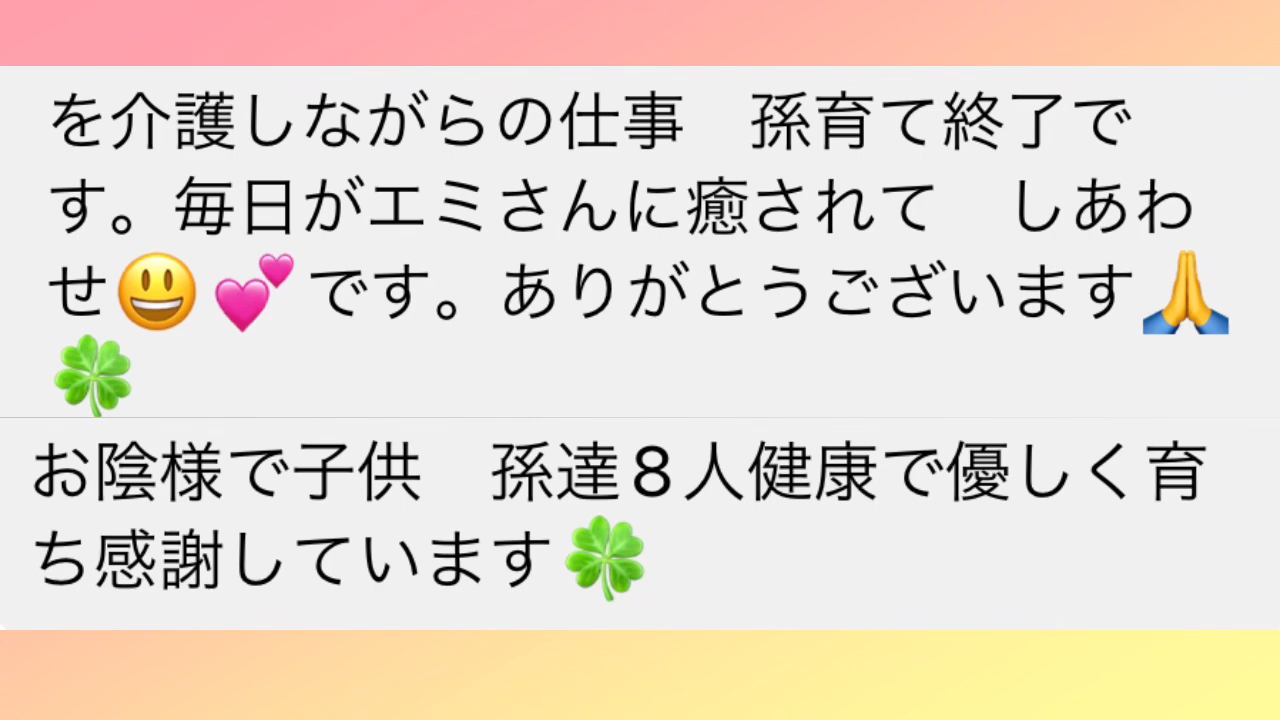 を介護しながらの仕事　孫育て終了で
す。毎日がエミさんに癒されて　しあわ
せ😃💕です。ありがとうございます🙏
🍀
お陰様で子供　孫達８人健康で優しく育
ち感謝しています🍀